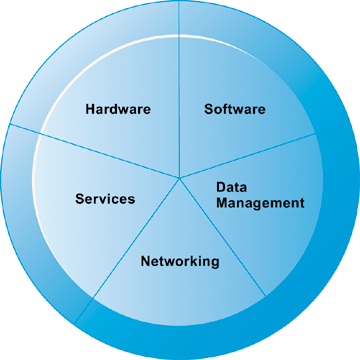 Hardware
Software
Services
Data
Management
Networking